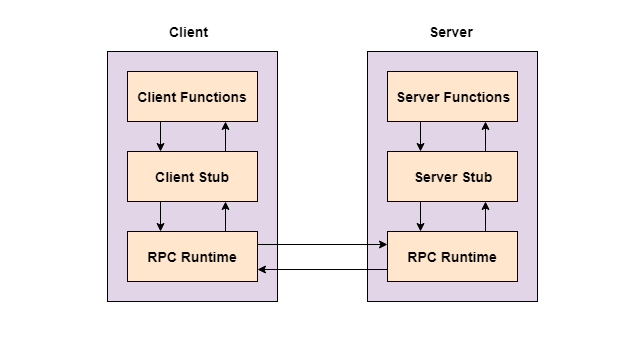 Client
Server
Client Functions
Server Functions
Client Stub
Server Stub
RPC Runtime
RPC Runtime